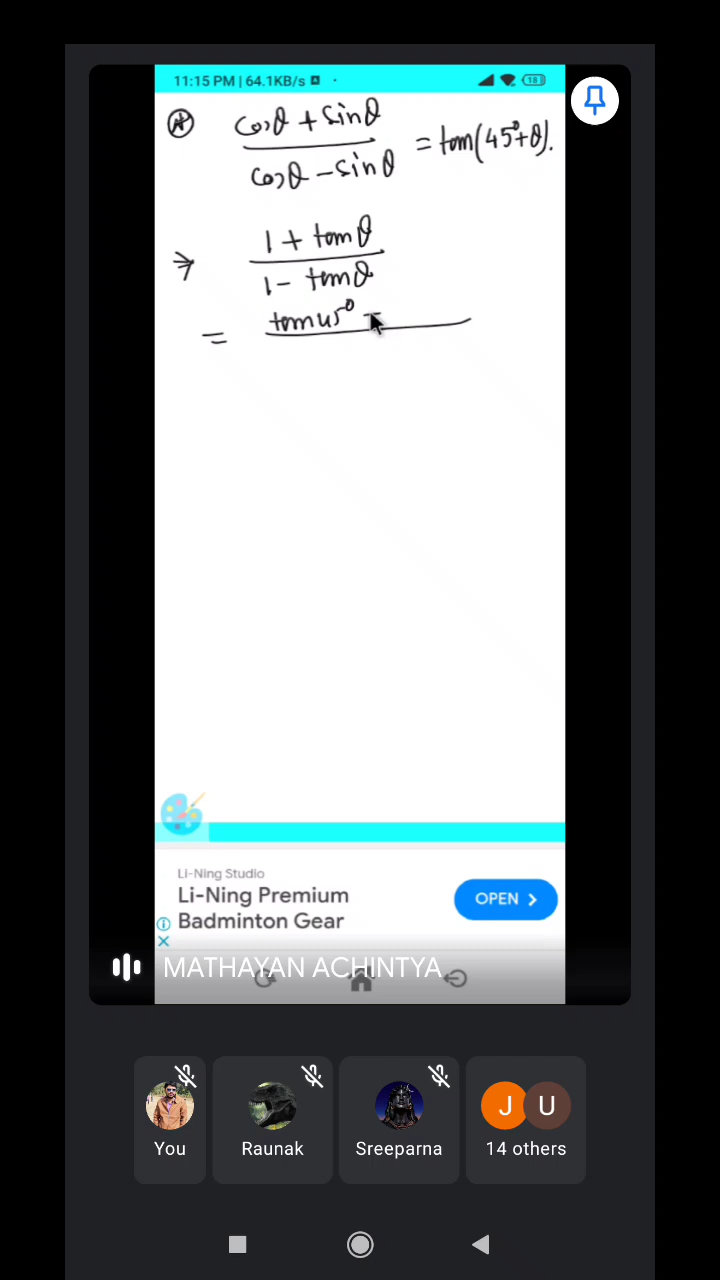 11:15 PM | 64.1KB/s
18
cosθ + sinθ
cosθ - sinθ
= tan(45°+θ).
⇒
1 + tanθ
1 - tanθ
= tan45°
Li-Ning Studio
Li-Ning Premium
Badminton Gear
OPEN
MATHAYAN ACHINTYA
You
Raunak
Sreeparna
J U
14 others